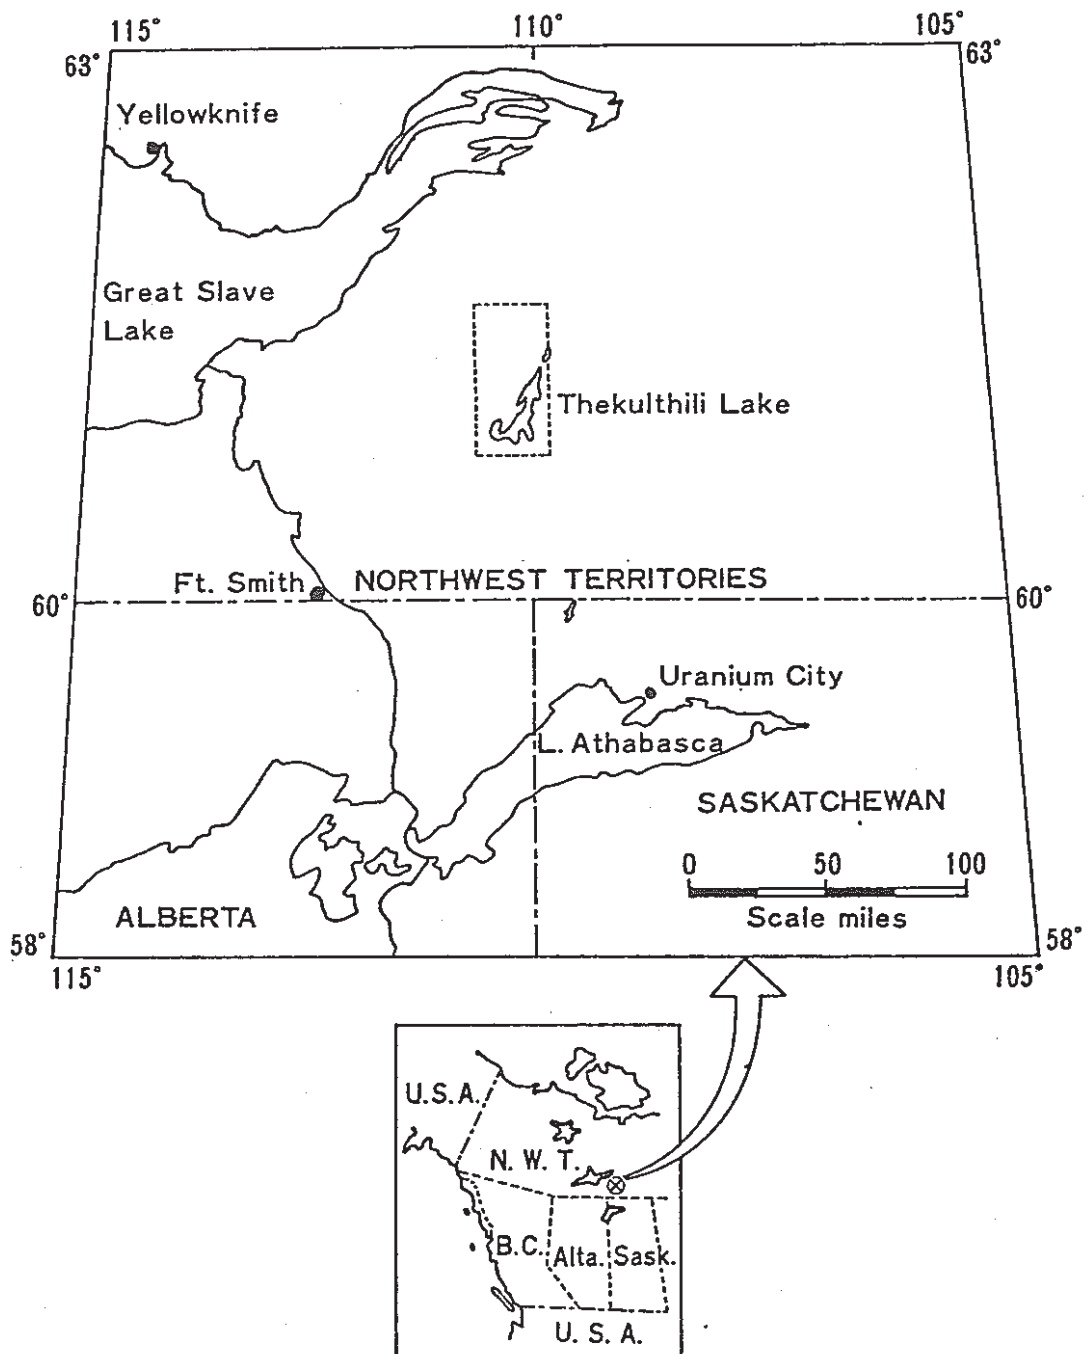 115°
110°
105°
63°
63°
Yellowknife
Great Slave
Lake
Thekulthili Lake
Ft. Smith
NORTHWEST TERRITORIES
60°
60°
Uranium City
L. Athabasca
SASKATCHEWAN
0 50 100
Scale miles
ALBERTA
58°
58°
115°
105°
U.S.A.
N. W. T.
B.C.
Alta.
Sask.
U. S. A.